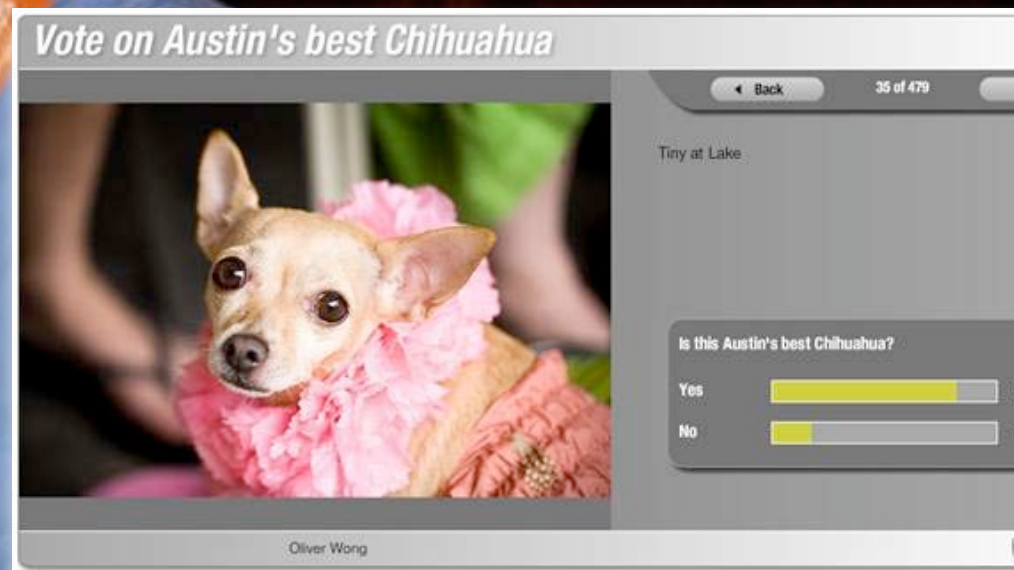 Vote on Austin's best Chihuahua
Back
35 of 479
Tiny at Lake
Is this Austin's best Chihuahua?
Yes
No
Oliver Wong